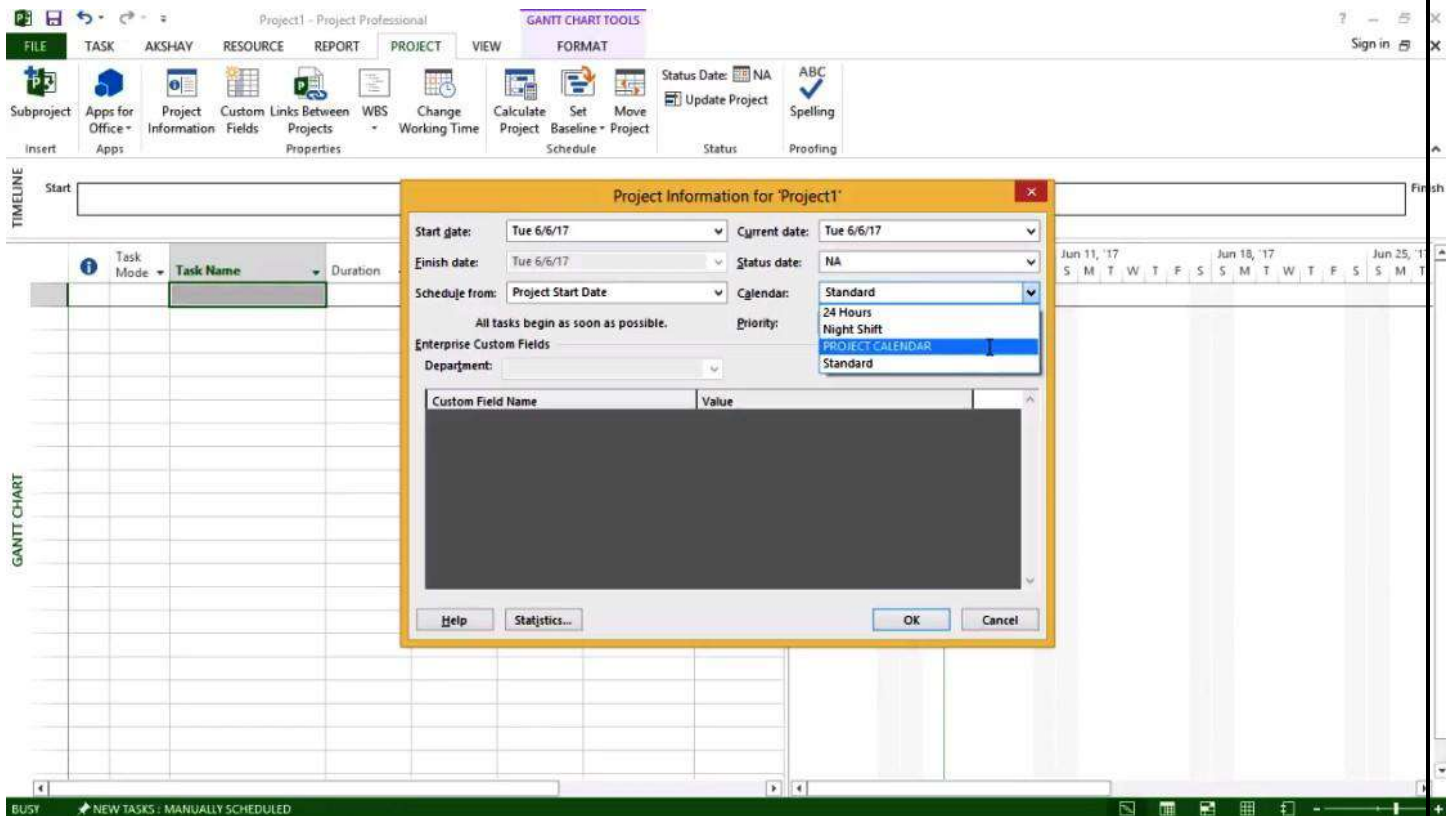 Project1 - Project Professional
GANTT CHART TOOLS
?
FILE TASK AKSHAY RESOURCE REPORT PROJECT VIEW FORMAT
Sign in
Subproject
Apps for Office
Project Information
Custom Fields
Links Between Projects
WBS
Change Working Time
Calculate Project
Set Baseline
Move Project
Status Date: NA
Update Project
ABC
Spelling
Insert Apps Properties Schedule Status Proofing
TIMELINE
Start
Finish
Project Information for 'Project1'
Start date: Tue 6/6/17 Current date: Tue 6/6/17
Finish date: Tue 6/6/17 Status date: NA
Schedule from: Project Start Date Calendar: Standard
24 Hours
Night Shift
PROJECT CALENDAR
Standard
All tasks begin as soon as possible. Priority:
Enterprise Custom Fields
Department:
Custom Field Name Value
Help Statistics... OK Cancel
Task Mode
Task Name
Duration
Jun 11, '17 Jun 18, '17 Jun 25, '1
S M T W T F S S M T W T F S S M T
GANTT CHART
BUSY NEW TASKS : MANUALLY SCHEDULED